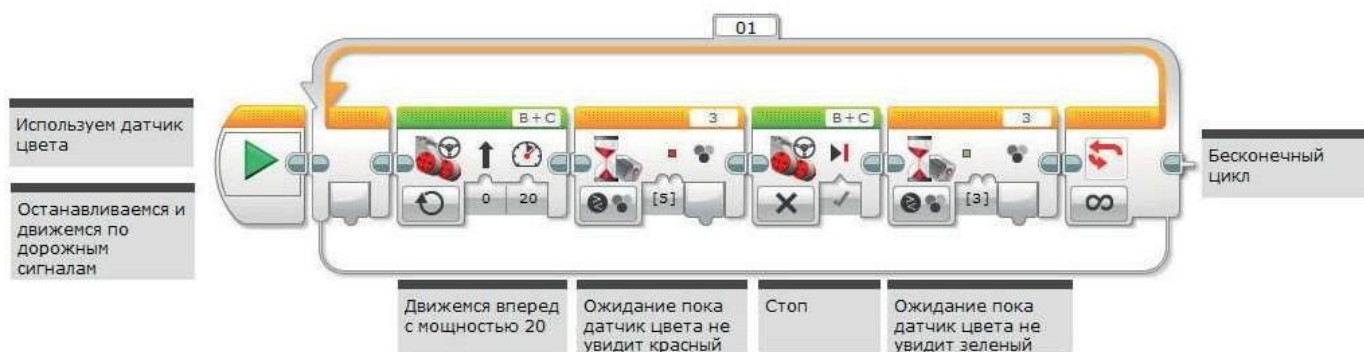 01
Используем датчик
цвета
Останавливаемся и
движемся по
дорожным
сигналам
B+C
0
20
3
[5]
B+C
3
[3]
Бесконечный
цикл
Движемся вперед
с мощностью 20
Ожидание пока
датчик цвета не
увидит красный
Стоп
Ожидание пока
датчик цвета не
увидит зеленый